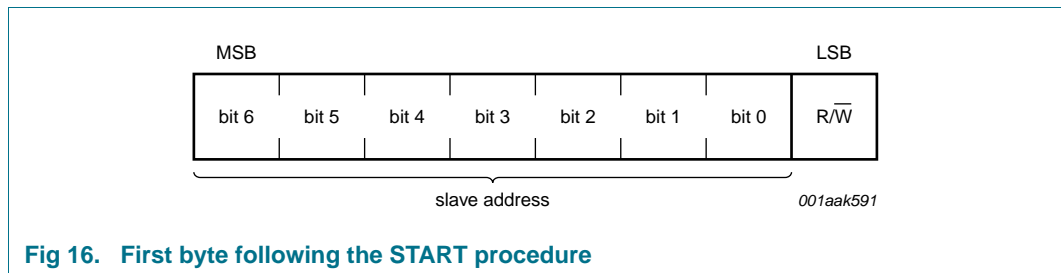 MSB LSB
bit 6 bit 5 bit 4 bit 3 bit 2 bit 1 bit 0 R/W̅
slave address 001aak591
Fig 16. First byte following the START procedure